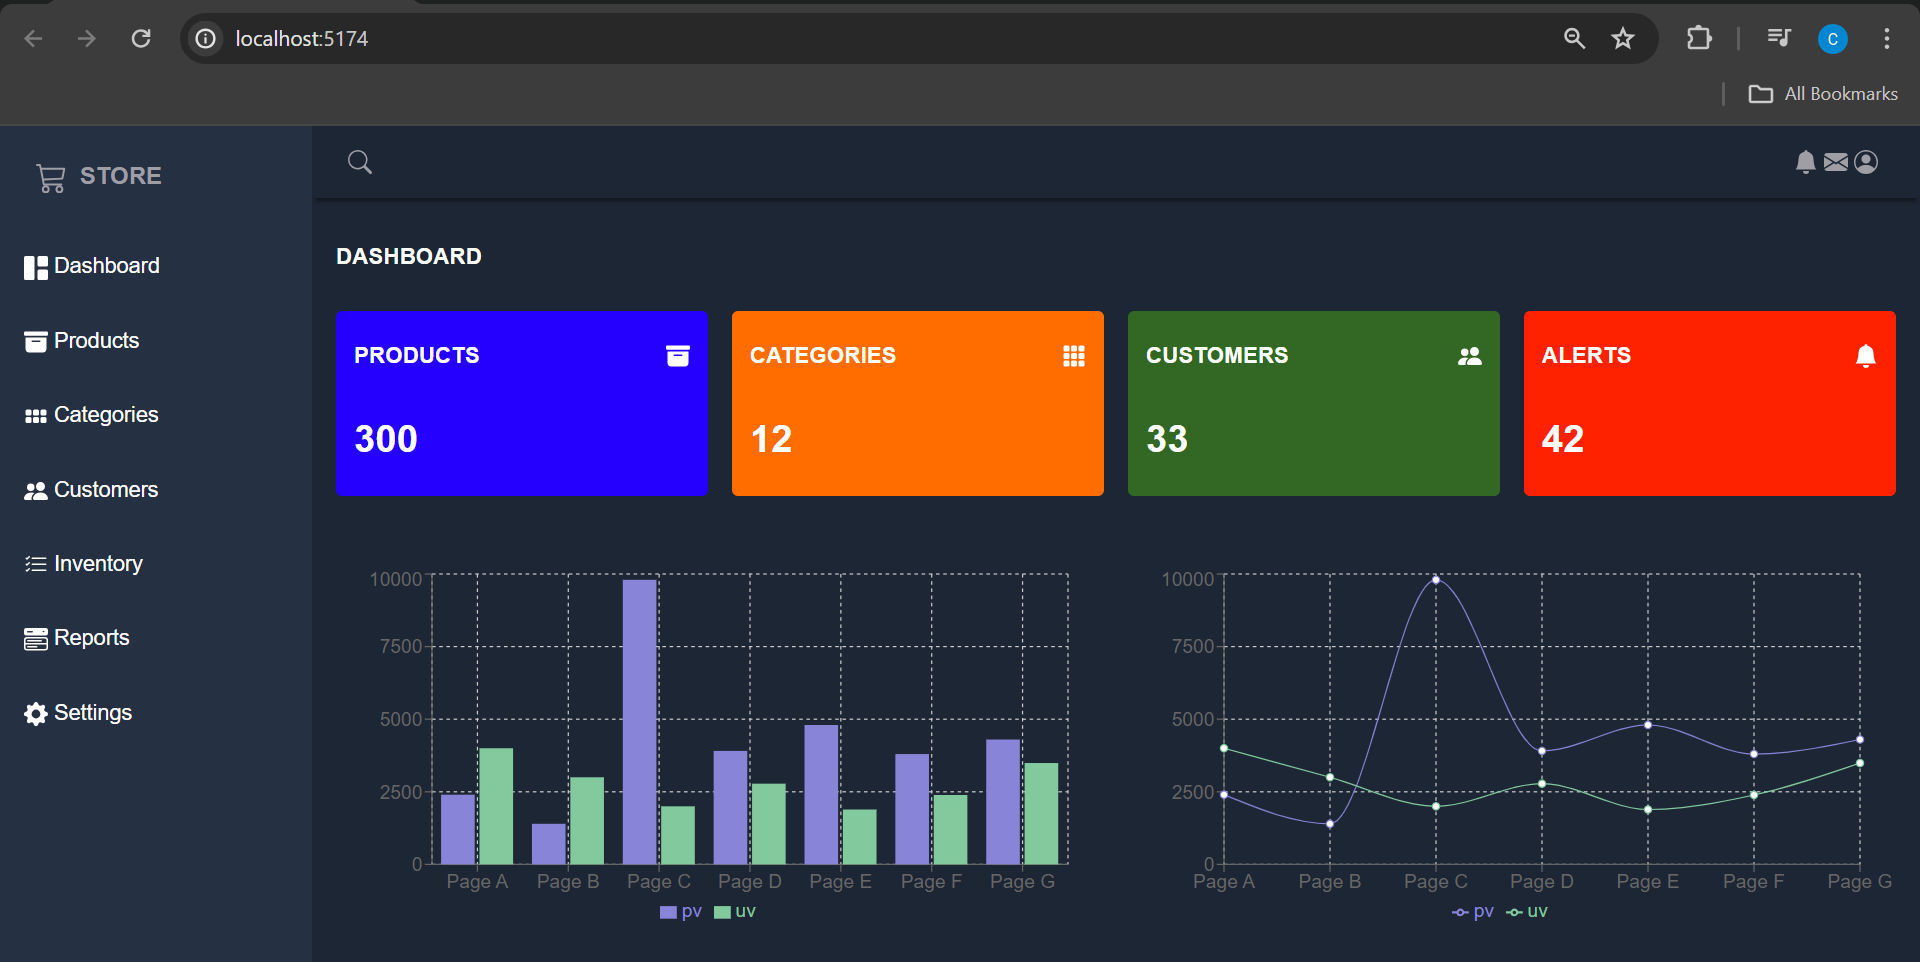 localhost:5174
C
All Bookmarks
STORE
Dashboard
Products
Categories
Customers
Inventory
Reports
Settings
DASHBOARD
PRODUCTS
300
CATEGORIES
12
CUSTOMERS
33
ALERTS
42
10000
7500
5000
2500
0
Page A Page B Page C Page D Page E Page F Page G
pv uv
10000
7500
5000
2500
0
Page A Page B Page C Page D Page E Page F Page G
pv uv